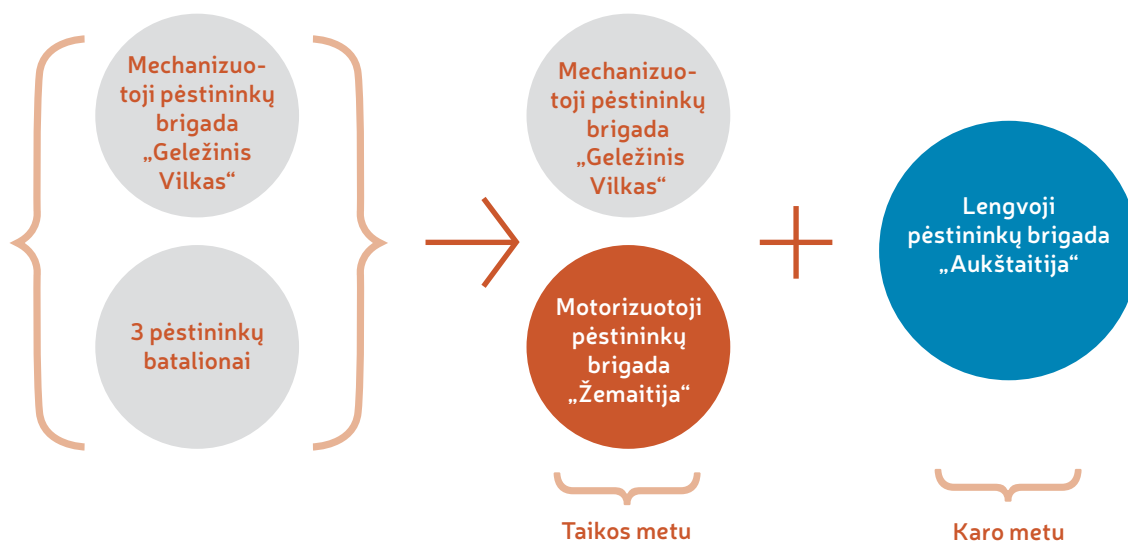 Mechanizuo-
toji pėstininkų
brigada
„Geležinis
Vilkas“
3 pėstininkų
batalionai
Mechanizuo-
toji pėstininkų
brigada
„Geležinis
Vilkas“
Motorizuotoji
pėstininkų
brigada
„Žemaitija“
Taikos metu
Lengvoji
pėstininkų brigada
„Aukštaitija“
Karo metu